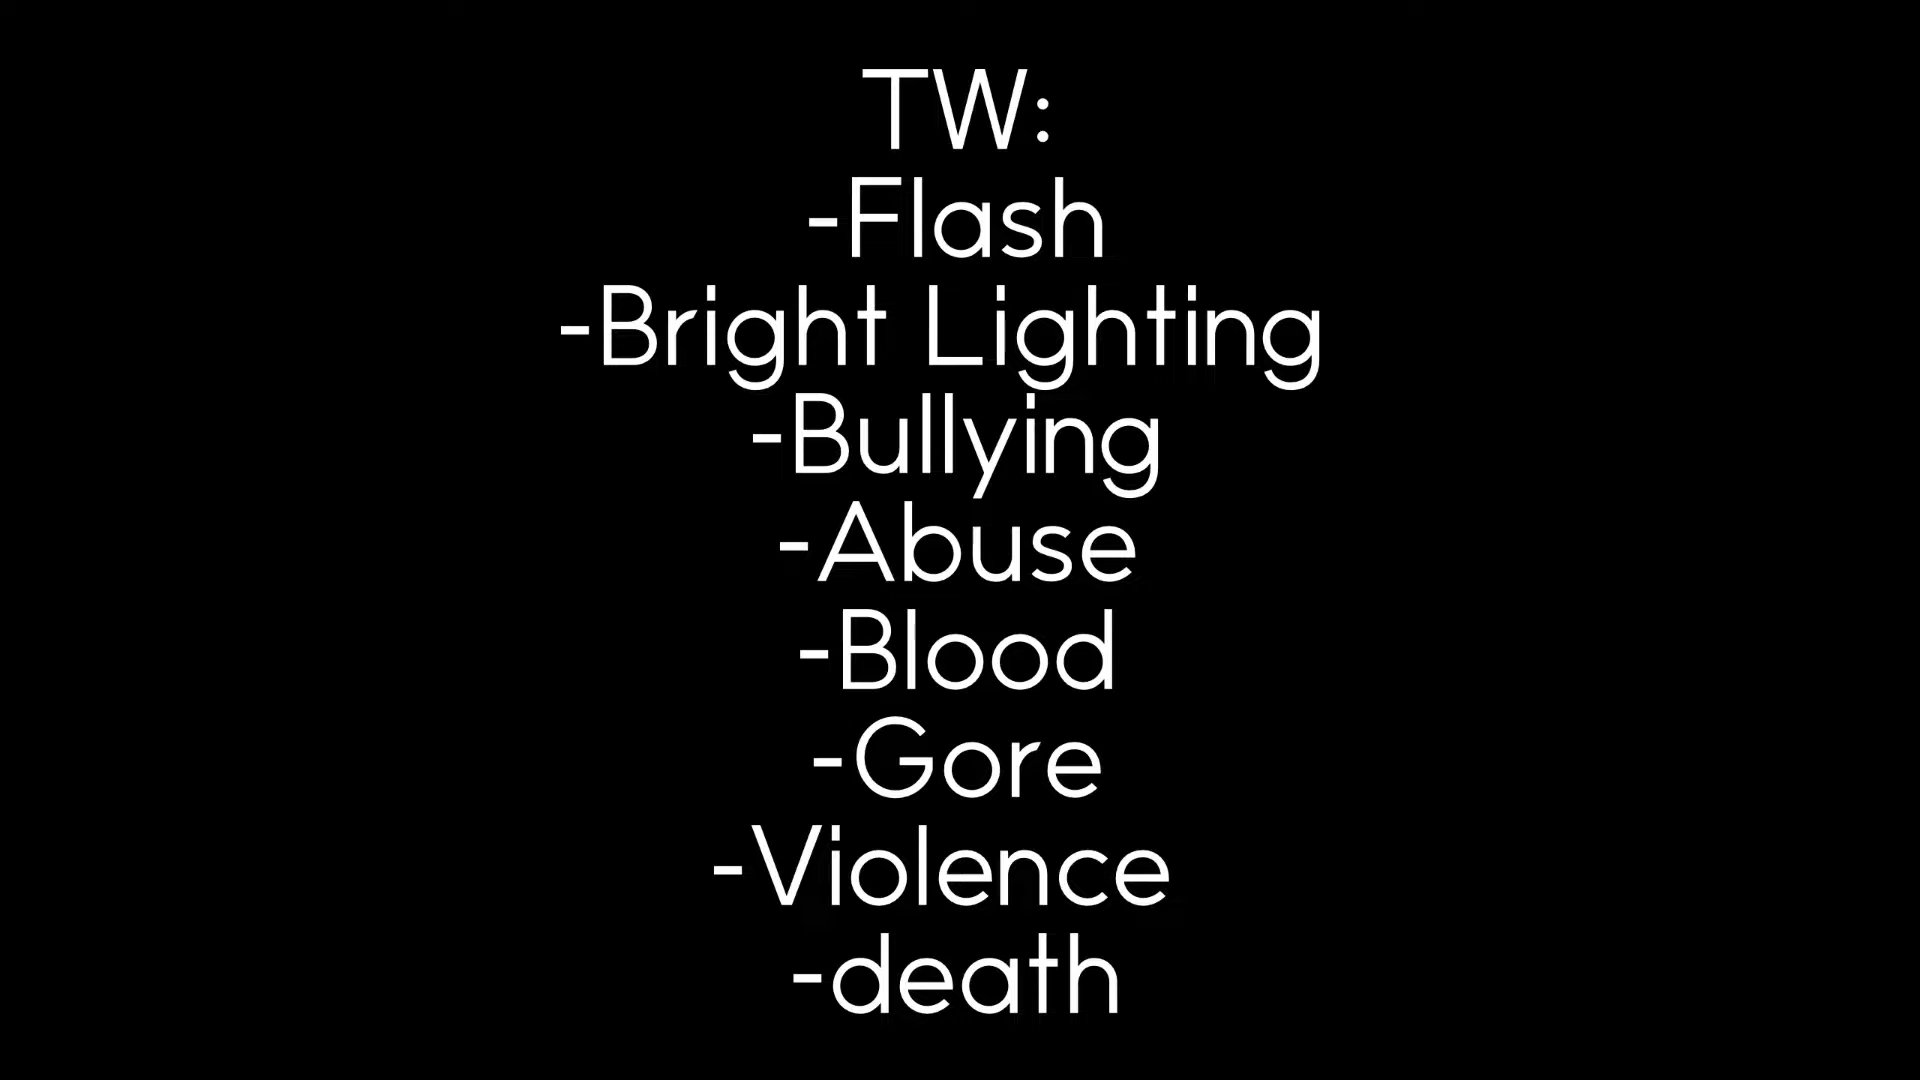 TW:
-Flash
-Bright Lighting
-Bullying
-Abuse
-Blood
-Gore
-Violence
-death